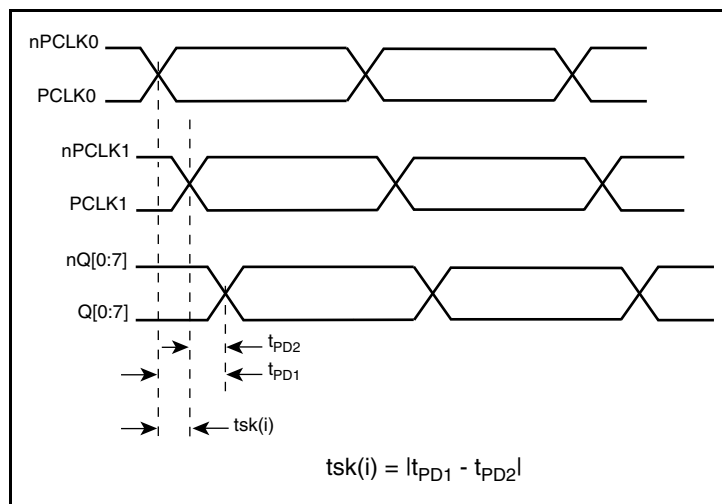 nPCLK0
PCLK0
nPCLK1
PCLK1
nQ[0:7]
Q[0:7]
tPD2
tPD1
tsk(i)
tsk(i) = |tPD1 - tPD2|